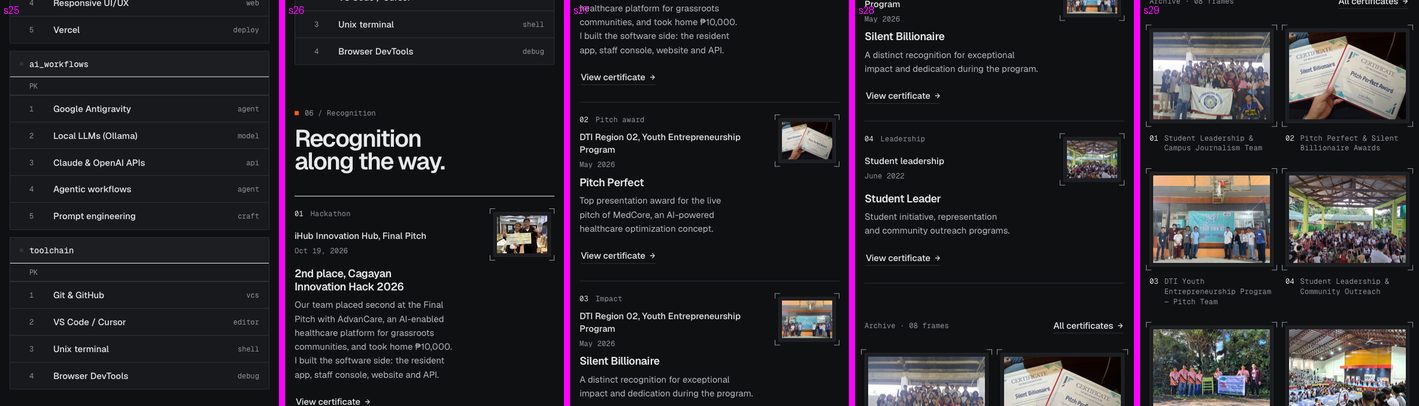 s25
4 Responsive UI/UX web
5 Vercel deploy
ai_workflows
PK
1 Google Antigravity agent
2 Local LLMs (Ollama) model
3 Claude & OpenAI APIs api
4 Agentic workflows agent
5 Prompt engineering craft
toolchain
PK
1 Git & GitHub vcs
2 VS Code / Cursor editor
3 Unix terminal shell
4 Browser DevTools debug
s26
3 Unix terminal shell
4 Browser DevTools debug
06 / Recognition
Recognition
along the way.
01 Hackathon
iHub Innovation Hub, Final Pitch
Oct 19, 2026
2nd place, Cagayan
Innovation Hack 2026
Our team placed second at the Final
Pitch with AdvanCare, an AI-enabled
healthcare platform for grassroots
communities, and took home ₱10,000.
I built the software side: the resident
app, staff console, website and API.
View certificate →
healthcare platform for grassroots
communities, and took home ₱10,000.
I built the software side: the resident
app, staff console, website and API.
View certificate →
02 Pitch award
DTI Region 02, Youth Entrepreneurship
Program
May 2026
Pitch Perfect
Top presentation award for the live
pitch of MedCore, an AI-powered
healthcare optimization concept.
View certificate →
03 Impact
DTI Region 02, Youth Entrepreneurship
Program
May 2026
Silent Billionaire
A distinct recognition for exceptional
impact and dedication during the program.
s28
Program
May 2026
Silent Billionaire
A distinct recognition for exceptional
impact and dedication during the program.
View certificate →
04 Leadership
Student leadership
June 2022
Student Leader
Student initiative, representation
and community outreach programs.
View certificate →
Archive · 08 frames All certificates →
CERTIFICATE
s29
Archive · 08 frames All certificates →
CERTIFICATE
Silent Billionaire
Pitch Perfect Award
01 Student Leadership &
Campus Journalism Team
02 Pitch Perfect & Silent
Billionaire Awards
03 DTI Youth
Entrepreneurship Program
— Pitch Team
04 Student Leadership &
Community Outreach